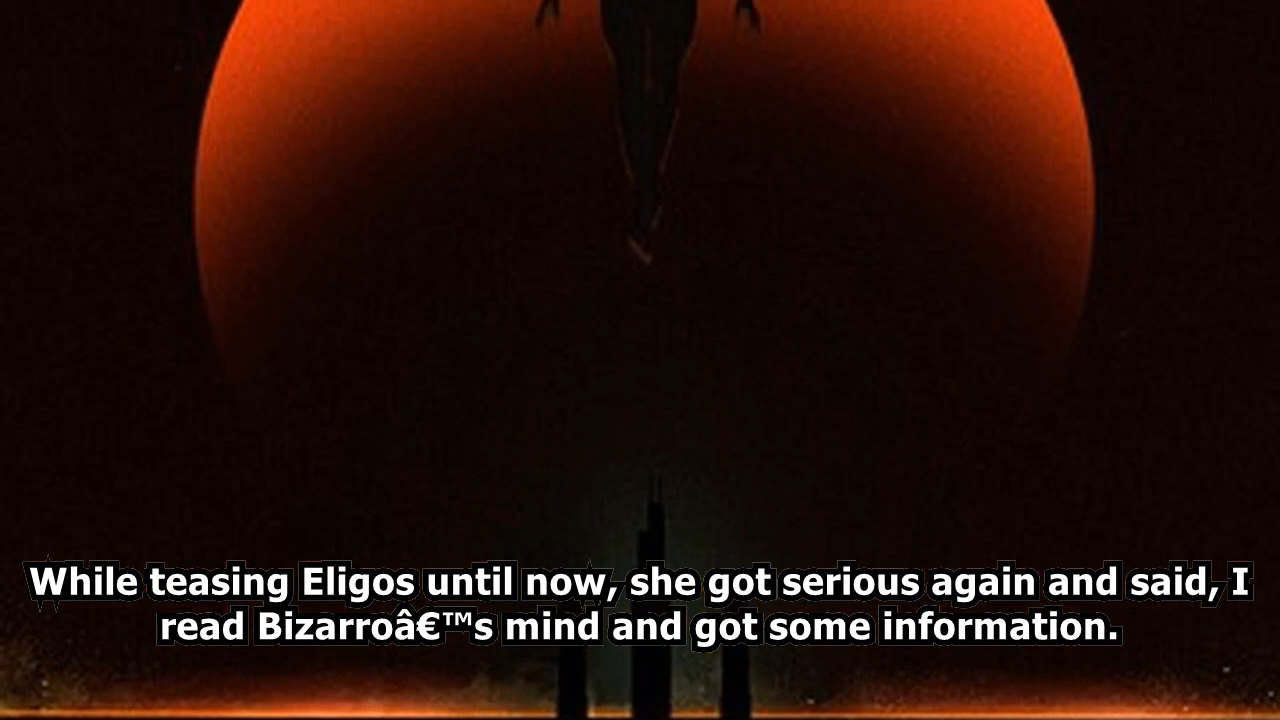 While teasing Eligos until now, she got serious again and said, I
read Bizarroâ€™s mind and got some information.